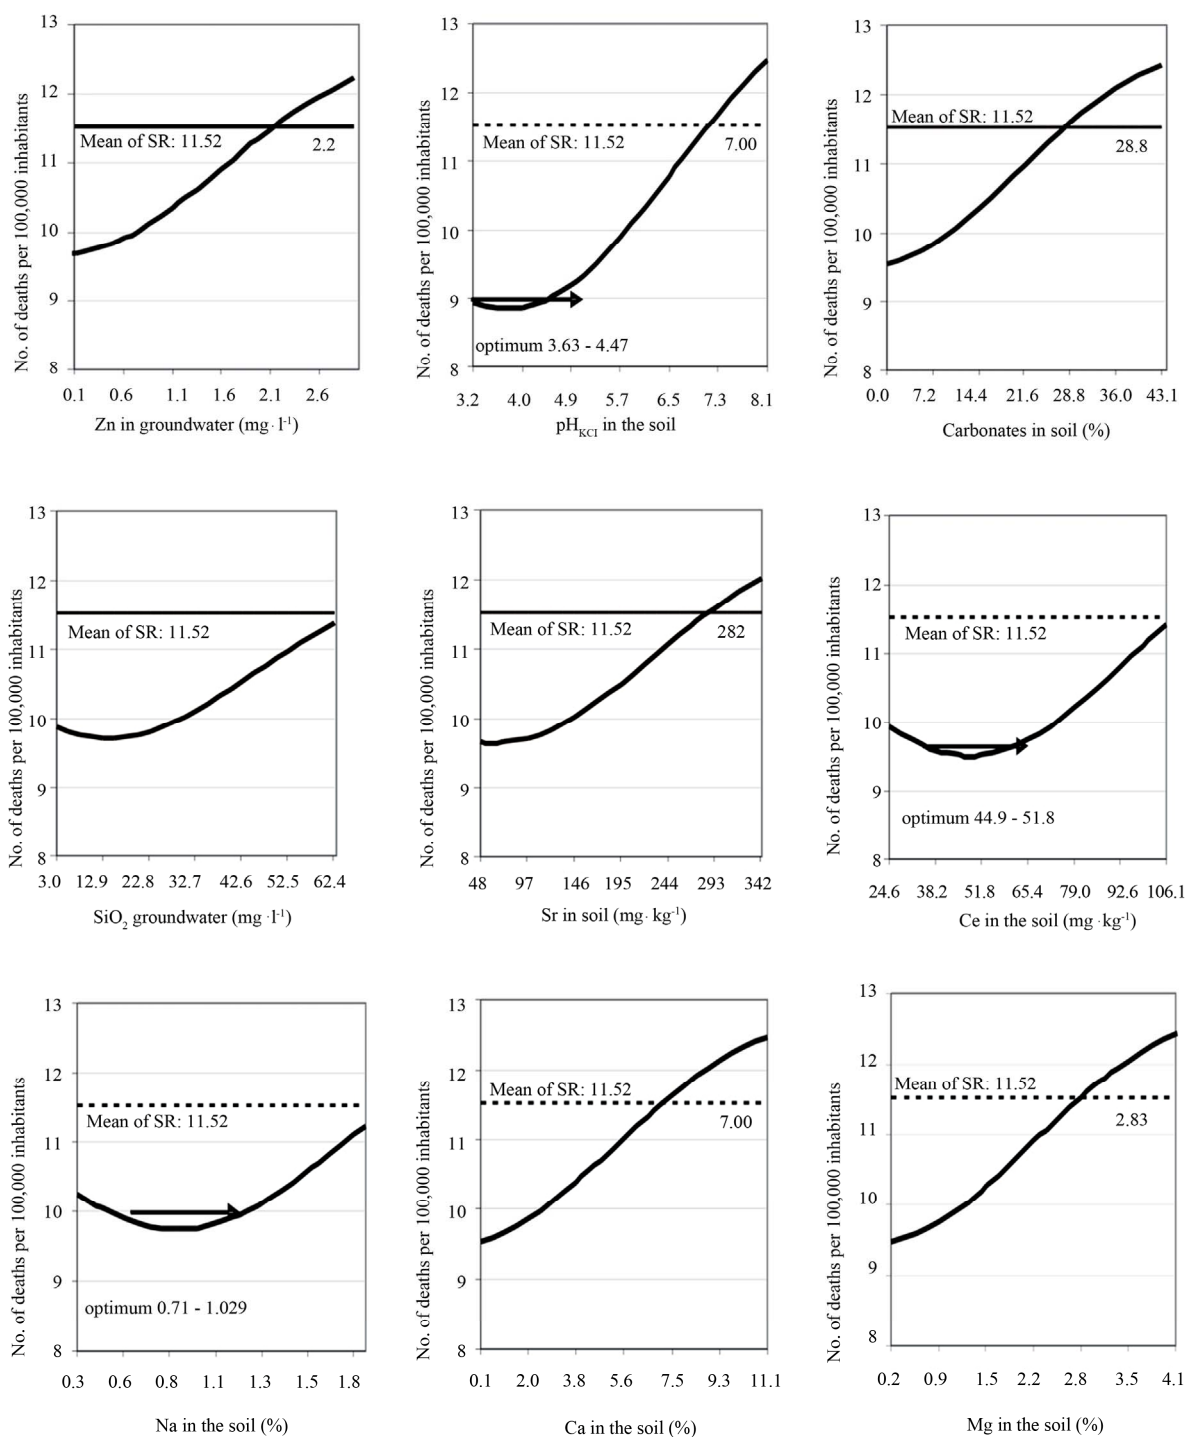 No. of deaths per 100,000 inhabitants
13
12
11
10
9
8
Mean of SR: 11.52
2.2
0.1 0.6 1.1 1.6 2.1 2.6
Zn in groundwater (mg·l⁻¹)
No. of deaths per 100,000 inhabitants
13
12
11
10
9
8
Mean of SR: 11.52
7.00
optimum 3.63 - 4.47
3.2 4.0 4.9 5.7 6.5 7.3 8.1
pH_KCl in the soil
No. of deaths per 100,000 inhabitants
13
12
11
10
9
8
Mean of SR: 11.52
28.8
0.0 7.2 14.4 21.6 28.8 36.0 43.1
Carbonates in soil (%)
No. of deaths per 100,000 inhabitants
13
12
11
10
9
8
Mean of SR: 11.52
3.0 12.9 22.8 32.7 42.6 52.5 62.4
SiO₂ groundwater (mg·l⁻¹)
No. of deaths per 100,000 inhabitants
13
12
11
10
9
8
Mean of SR: 11.52
282
48 97 146 195 244 293 342
Sr in soil (mg·kg⁻¹)
No. of deaths per 100,000 inhabitants
13
12
11
10
9
8
Mean of SR: 11.52
optimum 44.9 - 51.8
24.6 38.2 51.8 65.4 79.0 92.6 106.1
Ce in the soil (mg·kg⁻¹)
No. of deaths per 100,000 inhabitants
13
12
11
10
9
8
Mean of SR: 11.52
optimum 0.71 - 1.029
0.3 0.6 0.8 1.1 1.3 1.5 1.8
Na in the soil (%)
No. of deaths per 100,000 inhabitants
13
12
11
10
9
8
Mean of SR: 11.52
7.00
0.1 2.0 3.8 5.6 7.5 9.3 11.1
Ca in the soil (%)
No. of deaths per 100,000 inhabitants
13
12
11
10
9
8
Mean of SR: 11.52
2.83
0.2 0.9 1.5 2.2 2.8 3.5 4.1
Mg in the soil (%)